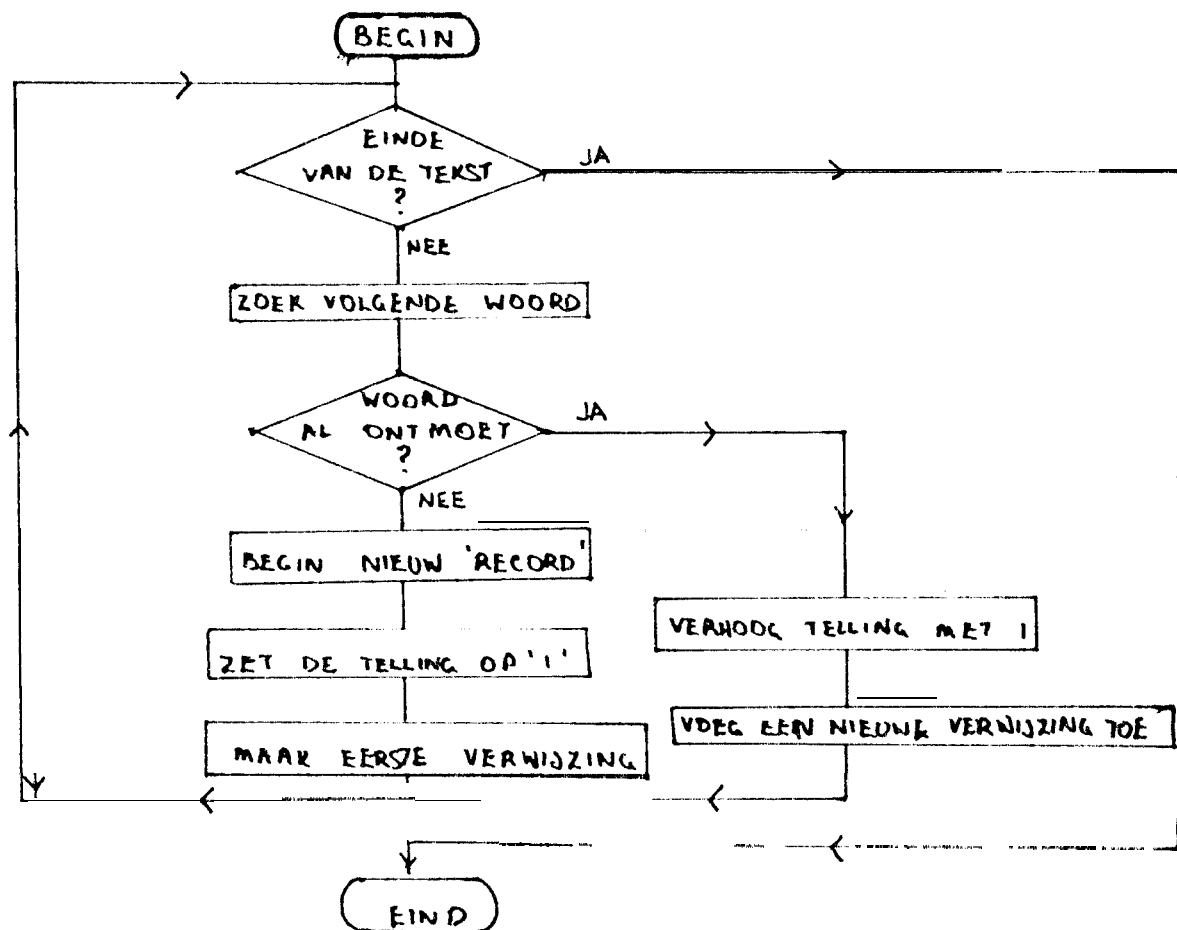 BEGIN
EINDE
VAN DE TEKST
?
JA
NEE
ZOEK VOLGENDE WOORD
WOORD
AL ONTMOET
?
JA
NEE
BEGIN NIEUW 'RECORD'
ZET DE TELLING OP '1'
MAAK EERSTE VERWIJZING
VERHOOG TELLING MET 1
VOEG EEN NIEUWE VERWIJZING TOE
EIND